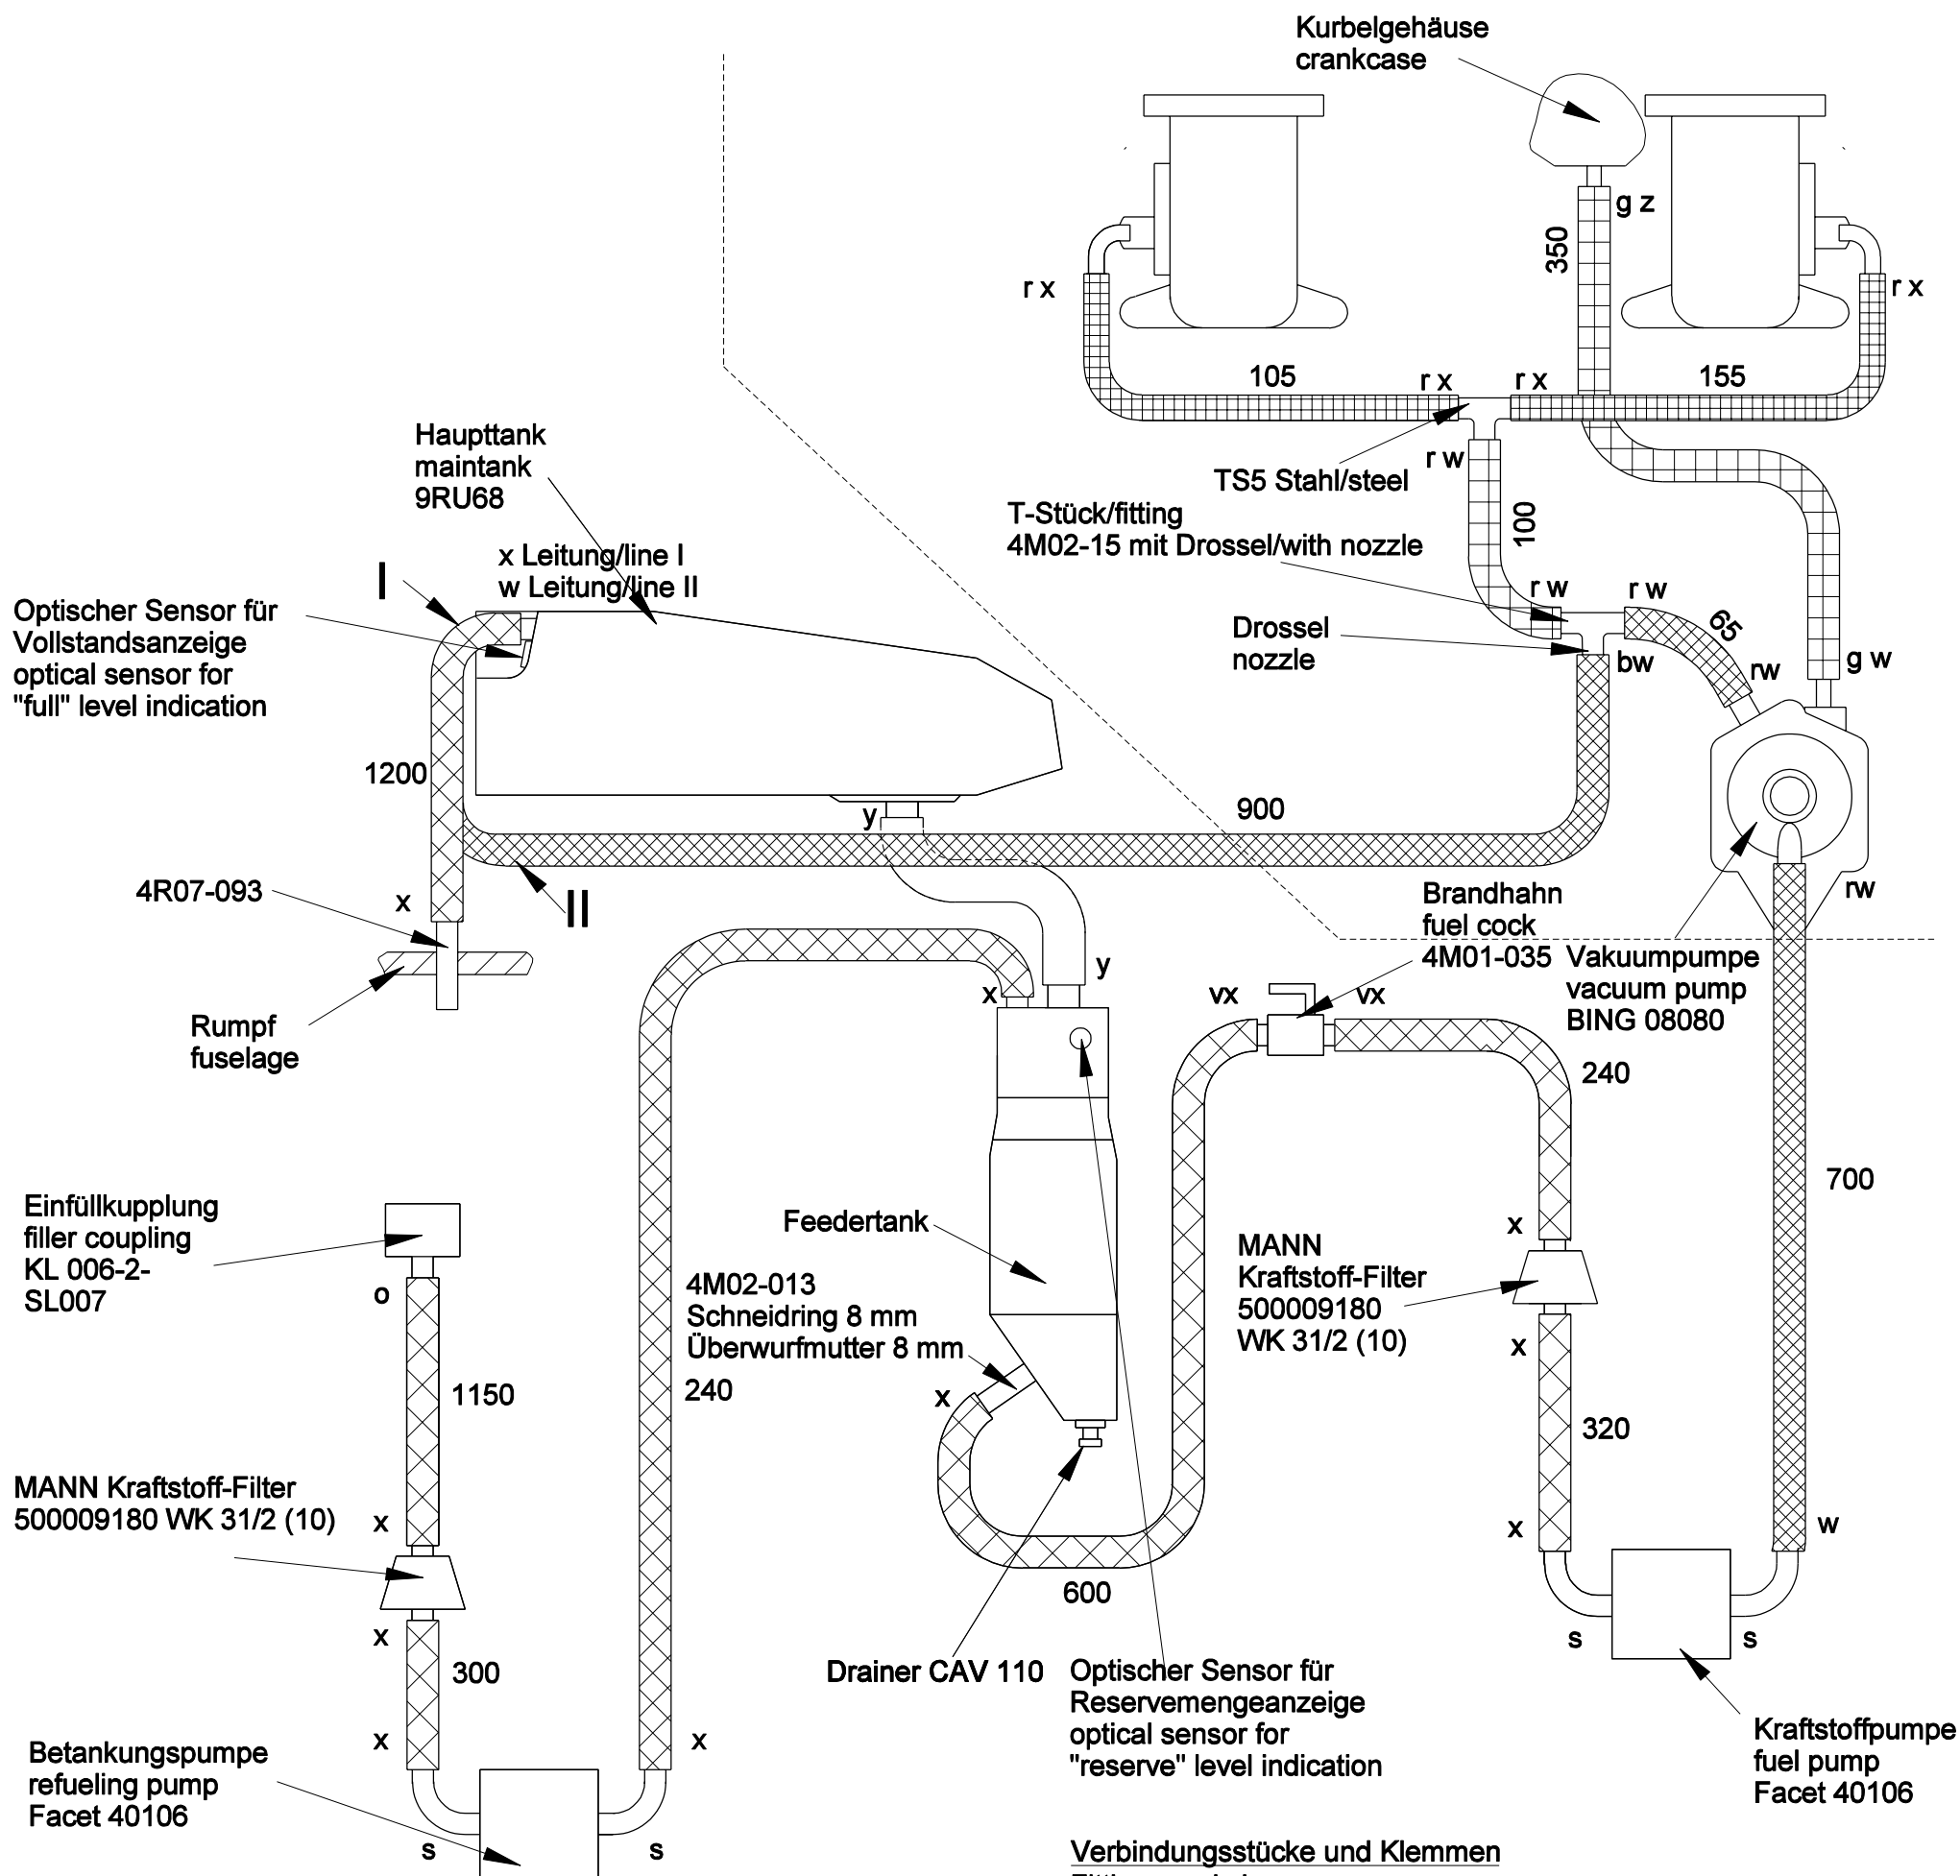 Kurbelgehäuse
crankcase
g z
350
r x
r x
105
r x
r x
155
Haupttank
maintank
9RU68
r w
TS5 Stahl/steel
T-Stück/fitting
4M02-15 mit Drossel/with nozzle
100
x Leitung/line I
w Leitung/line II
I
Optischer Sensor für
Vollstandsanzeige
optical sensor for
"full" level indication
r w
r w
65
Drossel
nozzle
bw
rw
g w
1200
900
y
4R07-093
x
II
Brandhahn
fuel cock
4M01-035
rw
Vakuumpumpe
vacuum pump
BING 08080
y
x
vx
vx
Rumpf
fuselage
240
700
Einfüllkupplung
filler coupling
KL 006-2-
SL007
o
Feedertank
x
MANN
Kraftstoff-Filter
500009180
WK 31/2 (10)
4M02-013
Schneidring 8 mm
Überwurfmutter 8 mm
x
1150
240
x
320
MANN Kraftstoff-Filter
500009180 WK 31/2 (10)
x
x
w
600
x
300
Drainer CAV 110
Optischer Sensor für
Reservemengeanzeige
optical sensor for
"reserve" level indication
s
s
x
x
Betankungspumpe
refueling pump
Facet 40106
Kraftstoffpumpe
fuel pump
Facet 40106
s
s
Verbindungsstücke und Klemmen